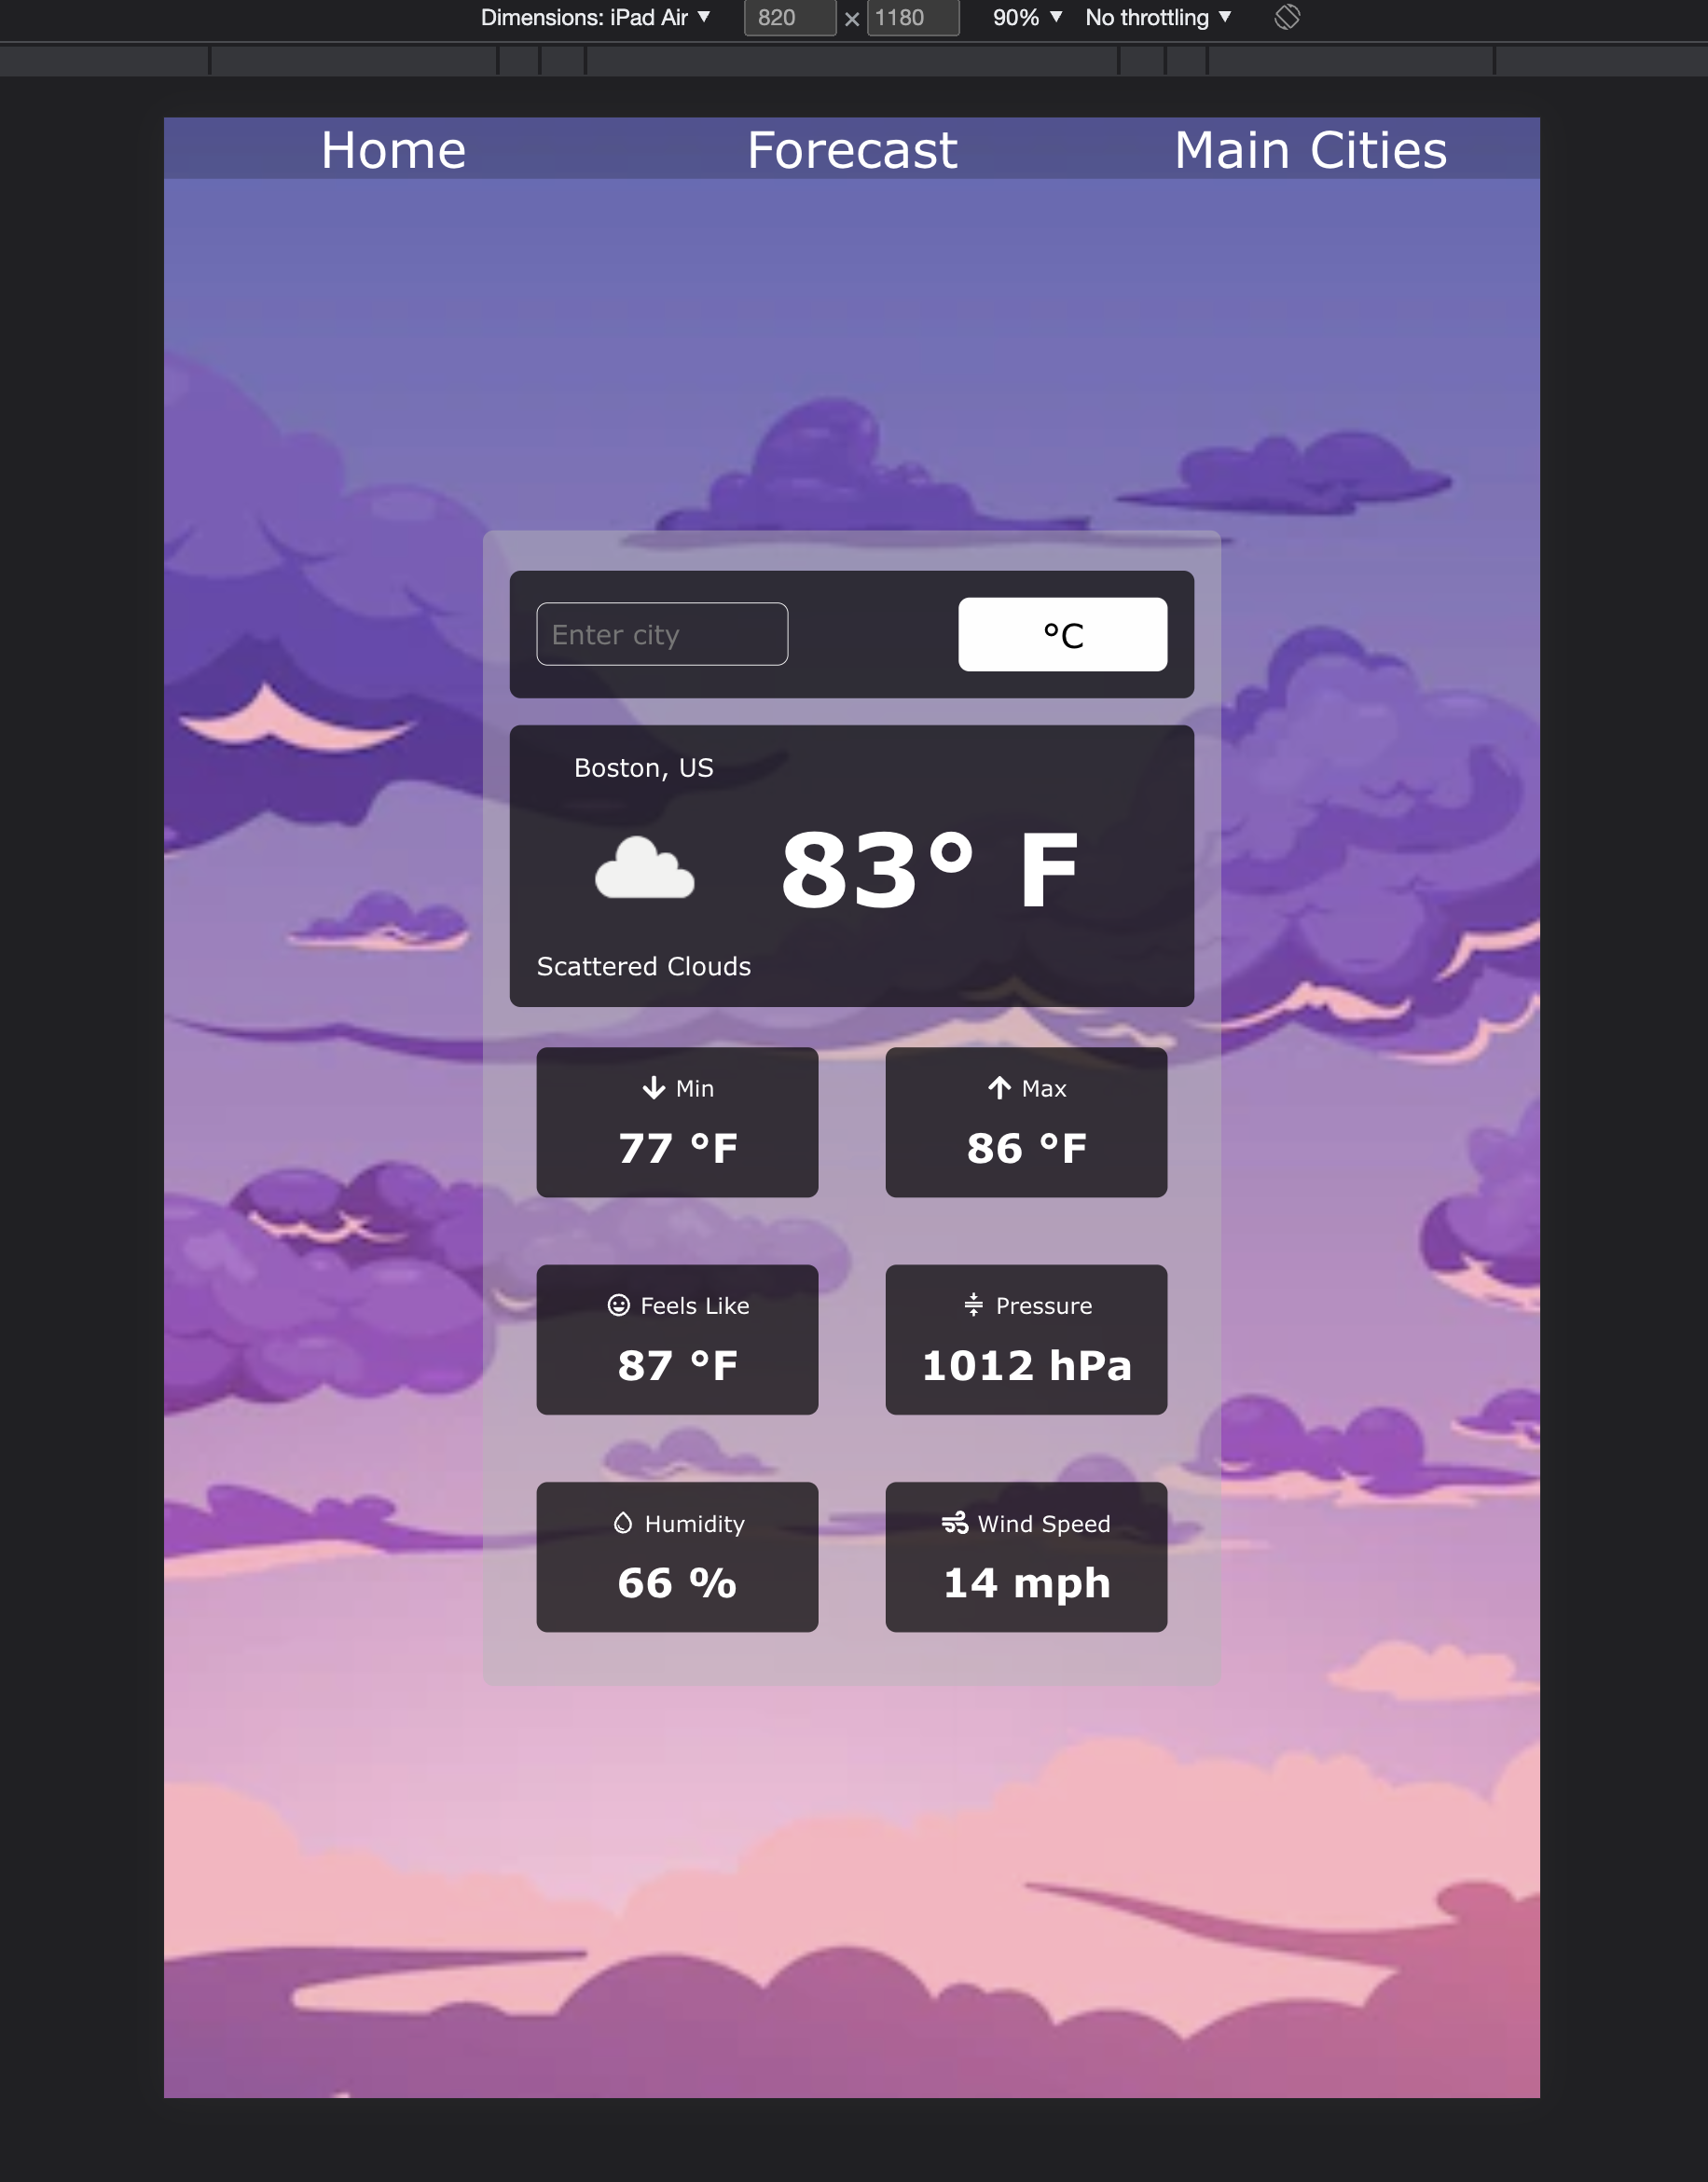 Dimensions: iPad Air ▼ 820 × 1180 90% ▼ No throttling ▼
Home Forecast Main Cities
Enter city °C
Boston, US
83° F
Scattered Clouds
Min Max
77 °F 86 °F
Feels Like Pressure
87 °F 1012 hPa
Humidity Wind Speed
66 % 14 mph